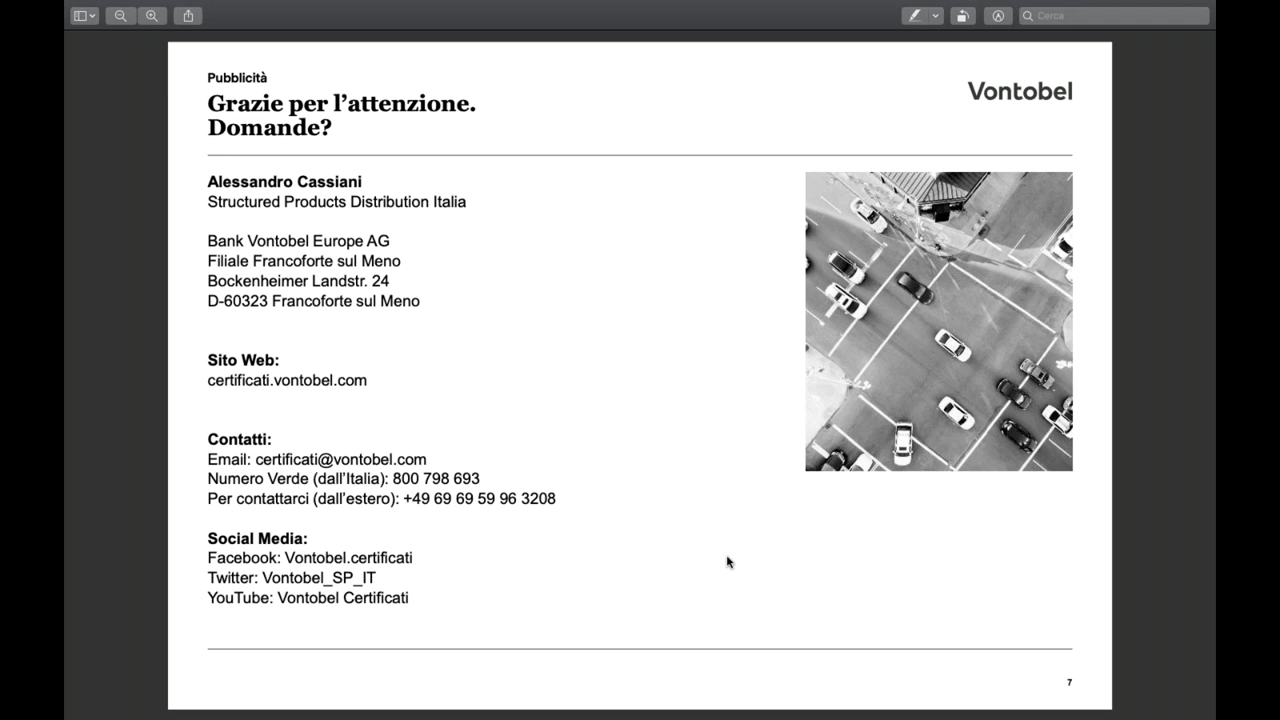 Cerca
Pubblicità
Grazie per l’attenzione.
Domande?
Vontobel
Alessandro Cassiani
Structured Products Distribution Italia
Bank Vontobel Europe AG
Filiale Francoforte sul Meno
Bockenheimer Landstr. 24
D-60323 Francoforte sul Meno
Sito Web:
certificati.vontobel.com
Contatti:
Email: certificati@vontobel.com
Numero Verde (dall’Italia): 800 798 693
Per contattarci (dall’estero): +49 69 69 59 96 3208
Social Media:
Facebook: Vontobel.certificati
Twitter: Vontobel_SP_IT
YouTube: Vontobel Certificati
7